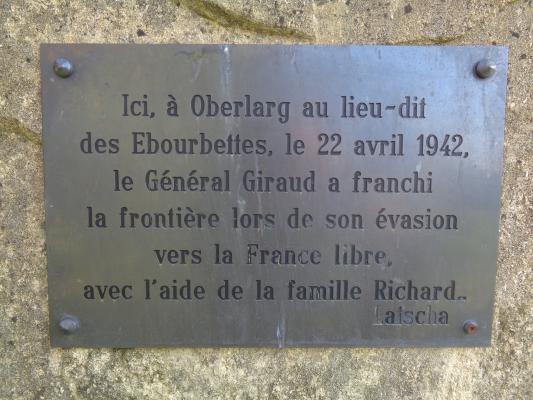 Ici, à Oberlarg au lieu-dit
des Ebourbettes, le 22 avril 1942,
le Général Giraud a franchi
la frontière lors de son évasion
vers la France libre,
avec l'aide de la famille Richard..
Laischa